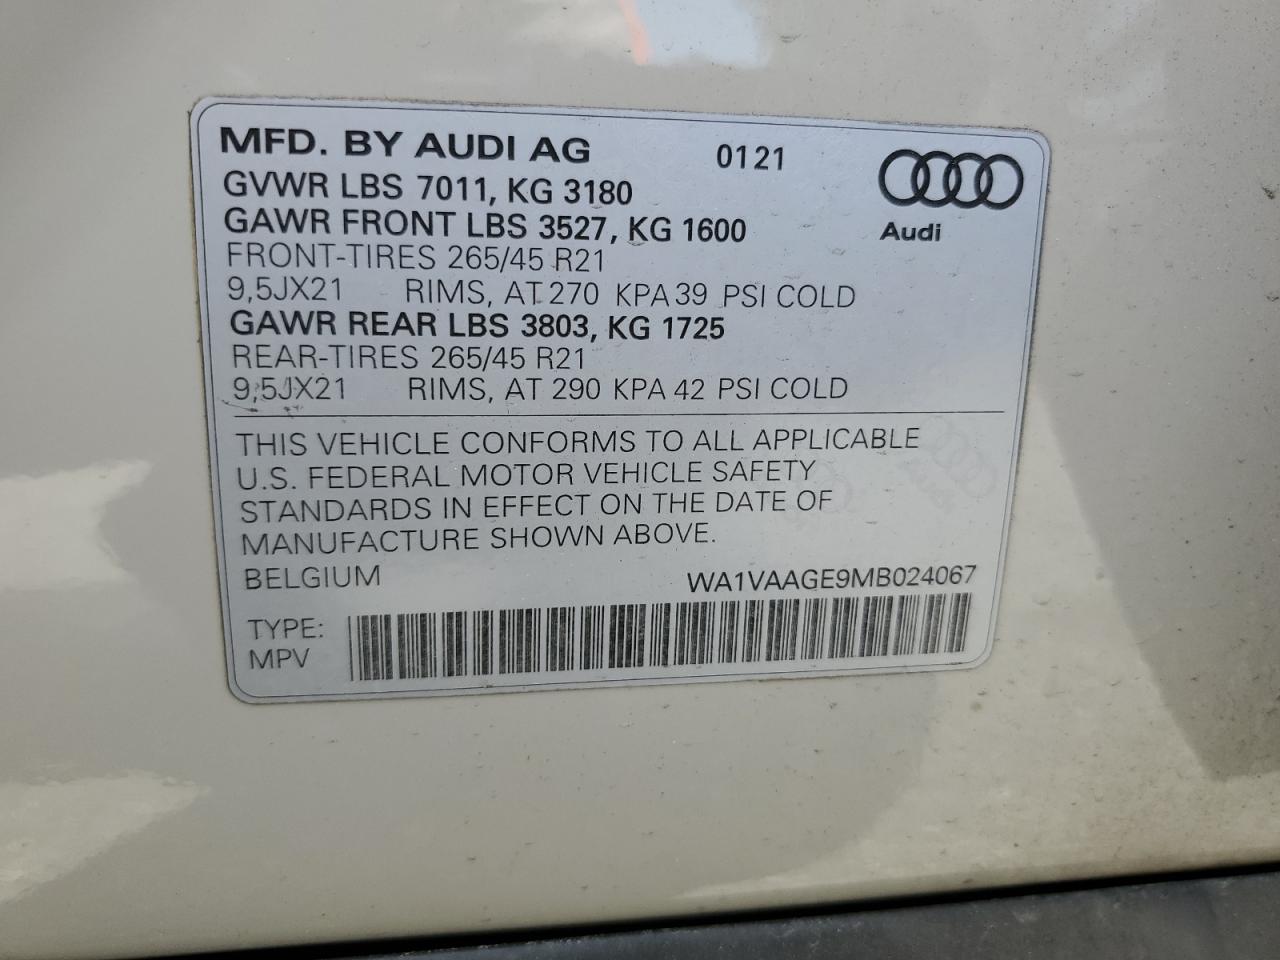 MFD. BY AUDI AG 0121
GVWR LBS 7011, KG 3180
GAWR FRONT LBS 3527, KG 1600
Audi
FRONT-TIRES 265/45 R21
9,5JX21 RIMS, AT 270 KPA 39 PSI COLD
GAWR REAR LBS 3803, KG 1725
REAR-TIRES 265/45 R21
9,5JX21 RIMS, AT 290 KPA 42 PSI COLD
THIS VEHICLE CONFORMS TO ALL APPLICABLE
U.S. FEDERAL MOTOR VEHICLE SAFETY
STANDARDS IN EFFECT ON THE DATE OF
MANUFACTURE SHOWN ABOVE.
BELGIUM WA1VAAGE9MB024067
TYPE:
MPV